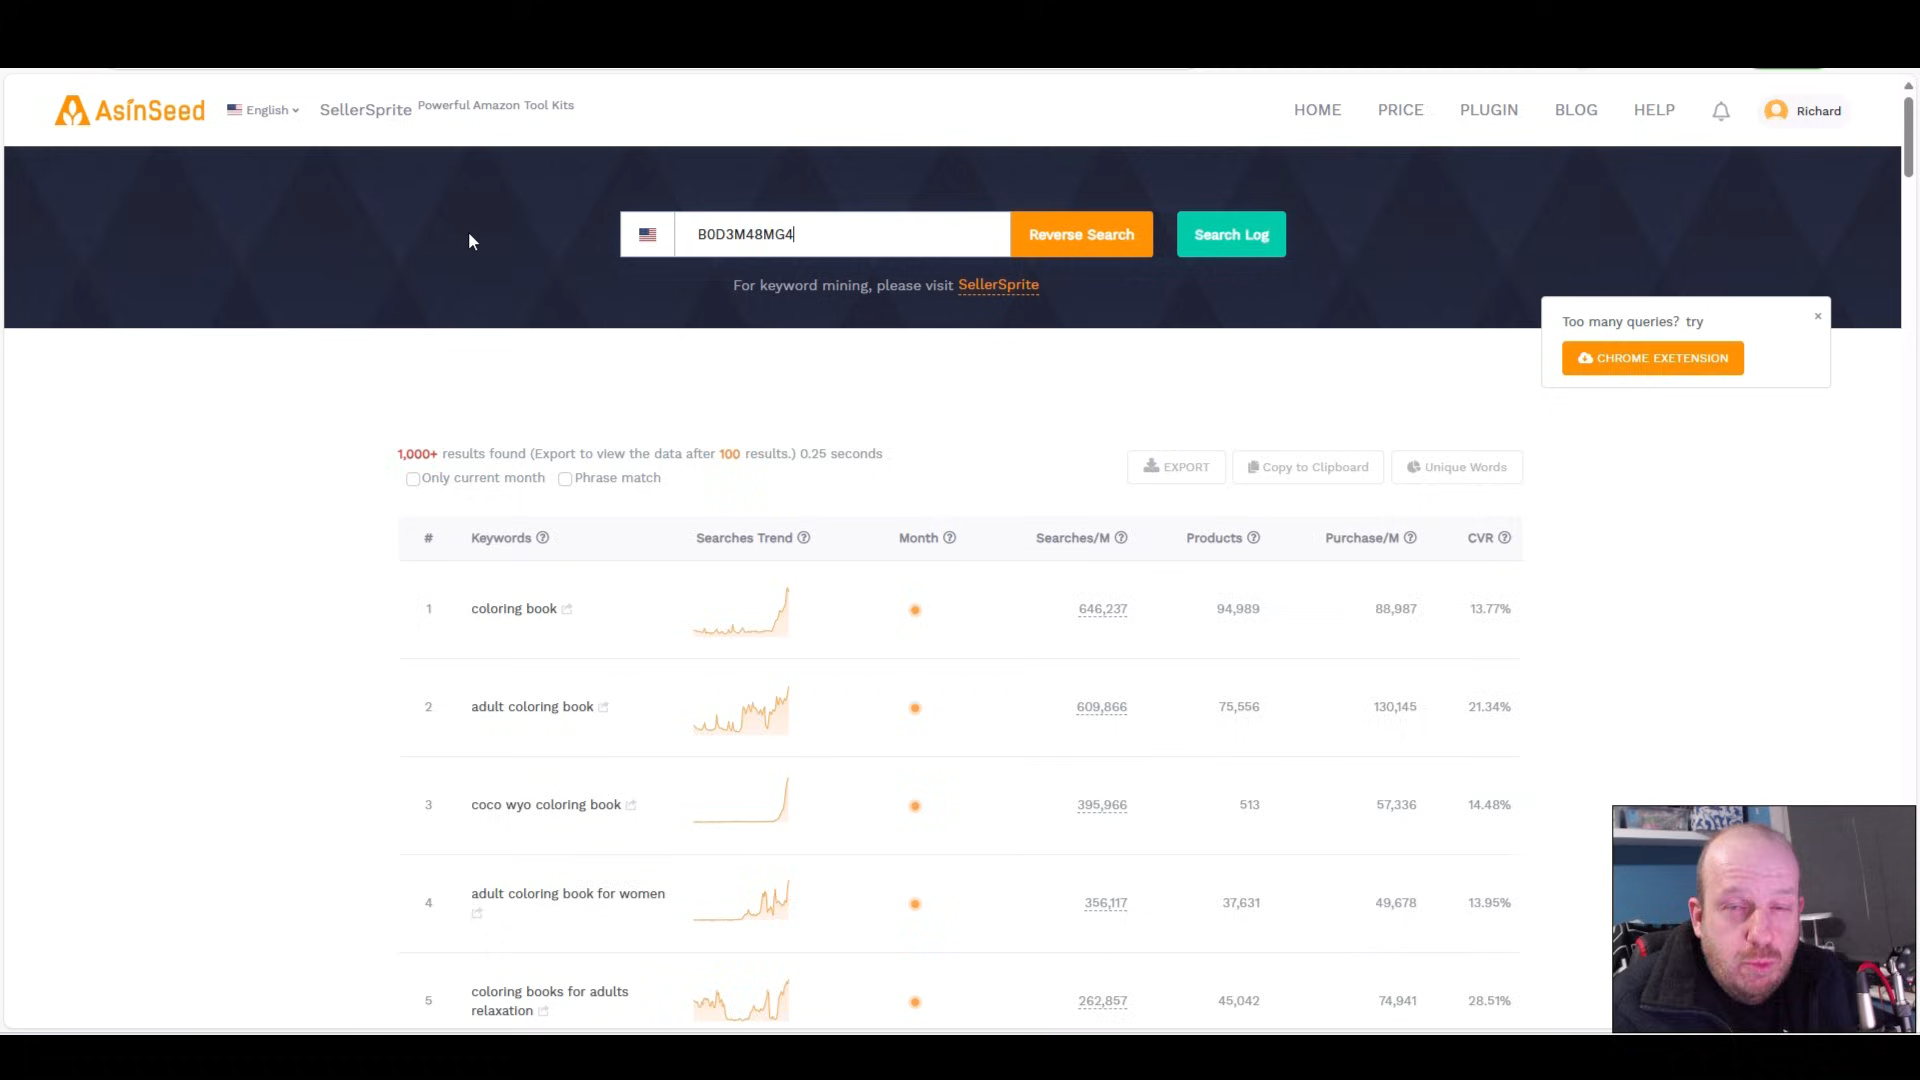 AsinSeed English SellerSprite Powerful Amazon Tool Kits HOME PRICE PLUGIN BLOG HELP Richard
B0D3M48MG4 Reverse Search Search Log
For keyword mining, please visit SellerSprite
Too many queries? try ×
CHROME EXETENSION
1,000+ results found (Export to view the data after 100 results.) 0.25 seconds
Only current month Phrase match
EXPORT Copy to Clipboard Unique Words
# Keywords ? Searches Trend ? Month ? Searches/M ? Products ? Purchase/M ? CVR ?
1 coloring book 646,237 94,989 88,987 13.77%
2 adult coloring book 609,866 75,556 130,145 21.34%
3 coco wyo coloring book 395,966 513 57,336 14.48%
4 adult coloring book for women 356,117 37,631 49,678 13.95%
5 coloring books for adults
relaxation 262,857 45,042 74,941 28.51%